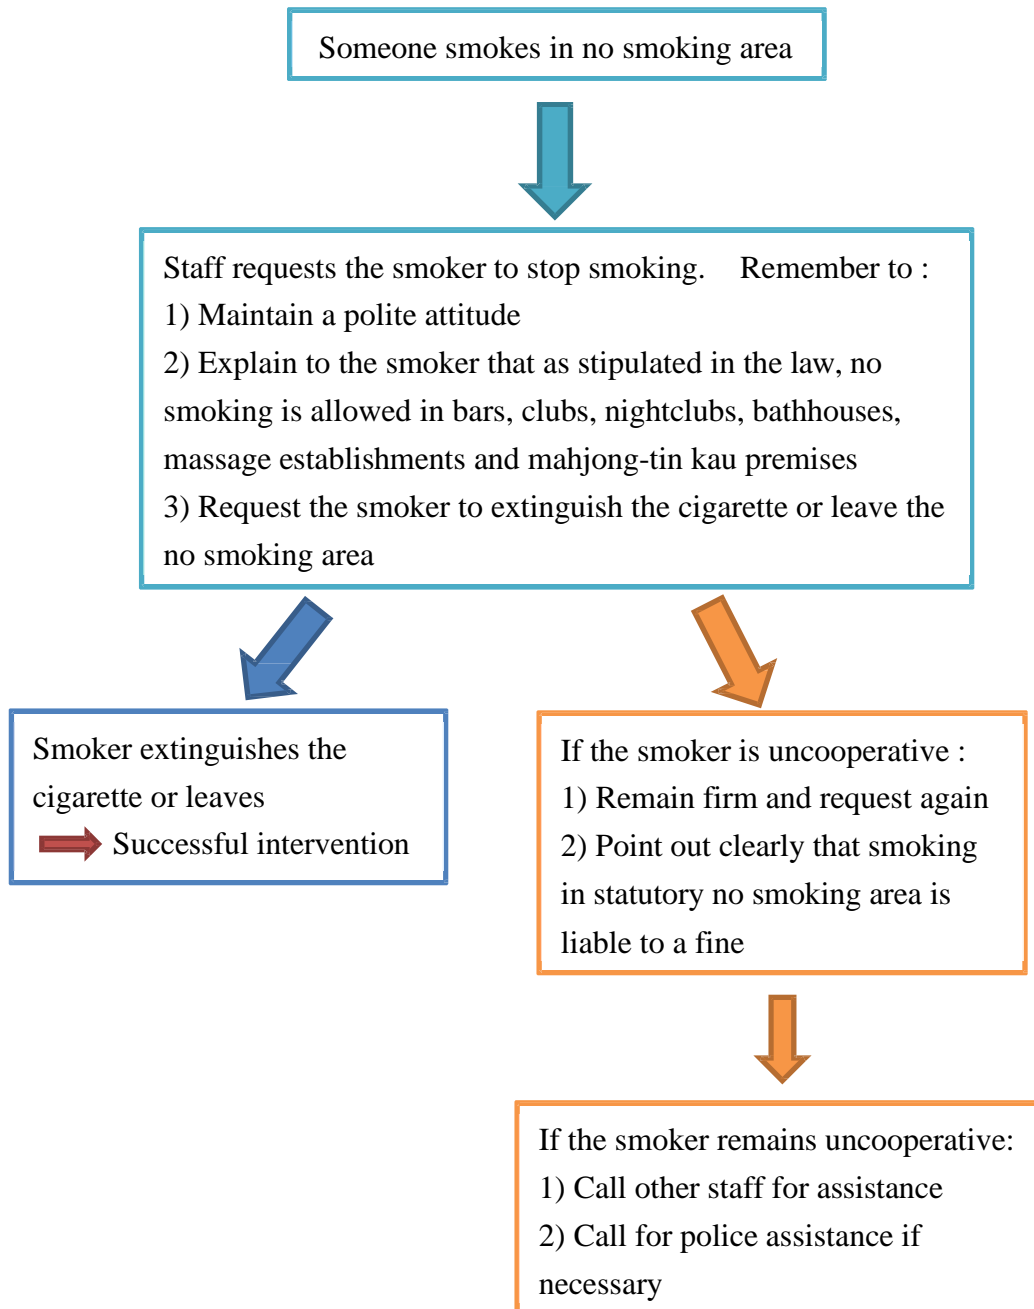 Someone smokes in no smoking area
Staff requests the smoker to stop smoking. Remember to :
1) Maintain a polite attitude
2) Explain to the smoker that as stipulated in the law, no
smoking is allowed in bars, clubs, nightclubs, bathhouses,
massage establishments and mahjong-tin kau premises
3) Request the smoker to extinguish the cigarette or leave the
no smoking area
Smoker extinguishes the
cigarette or leaves
Successful intervention
If the smoker is uncooperative :
1) Remain firm and request again
2) Point out clearly that smoking
in statutory no smoking area is
liable to a fine
If the smoker remains uncooperative:
1) Call other staff for assistance
2) Call for police assistance if
necessary